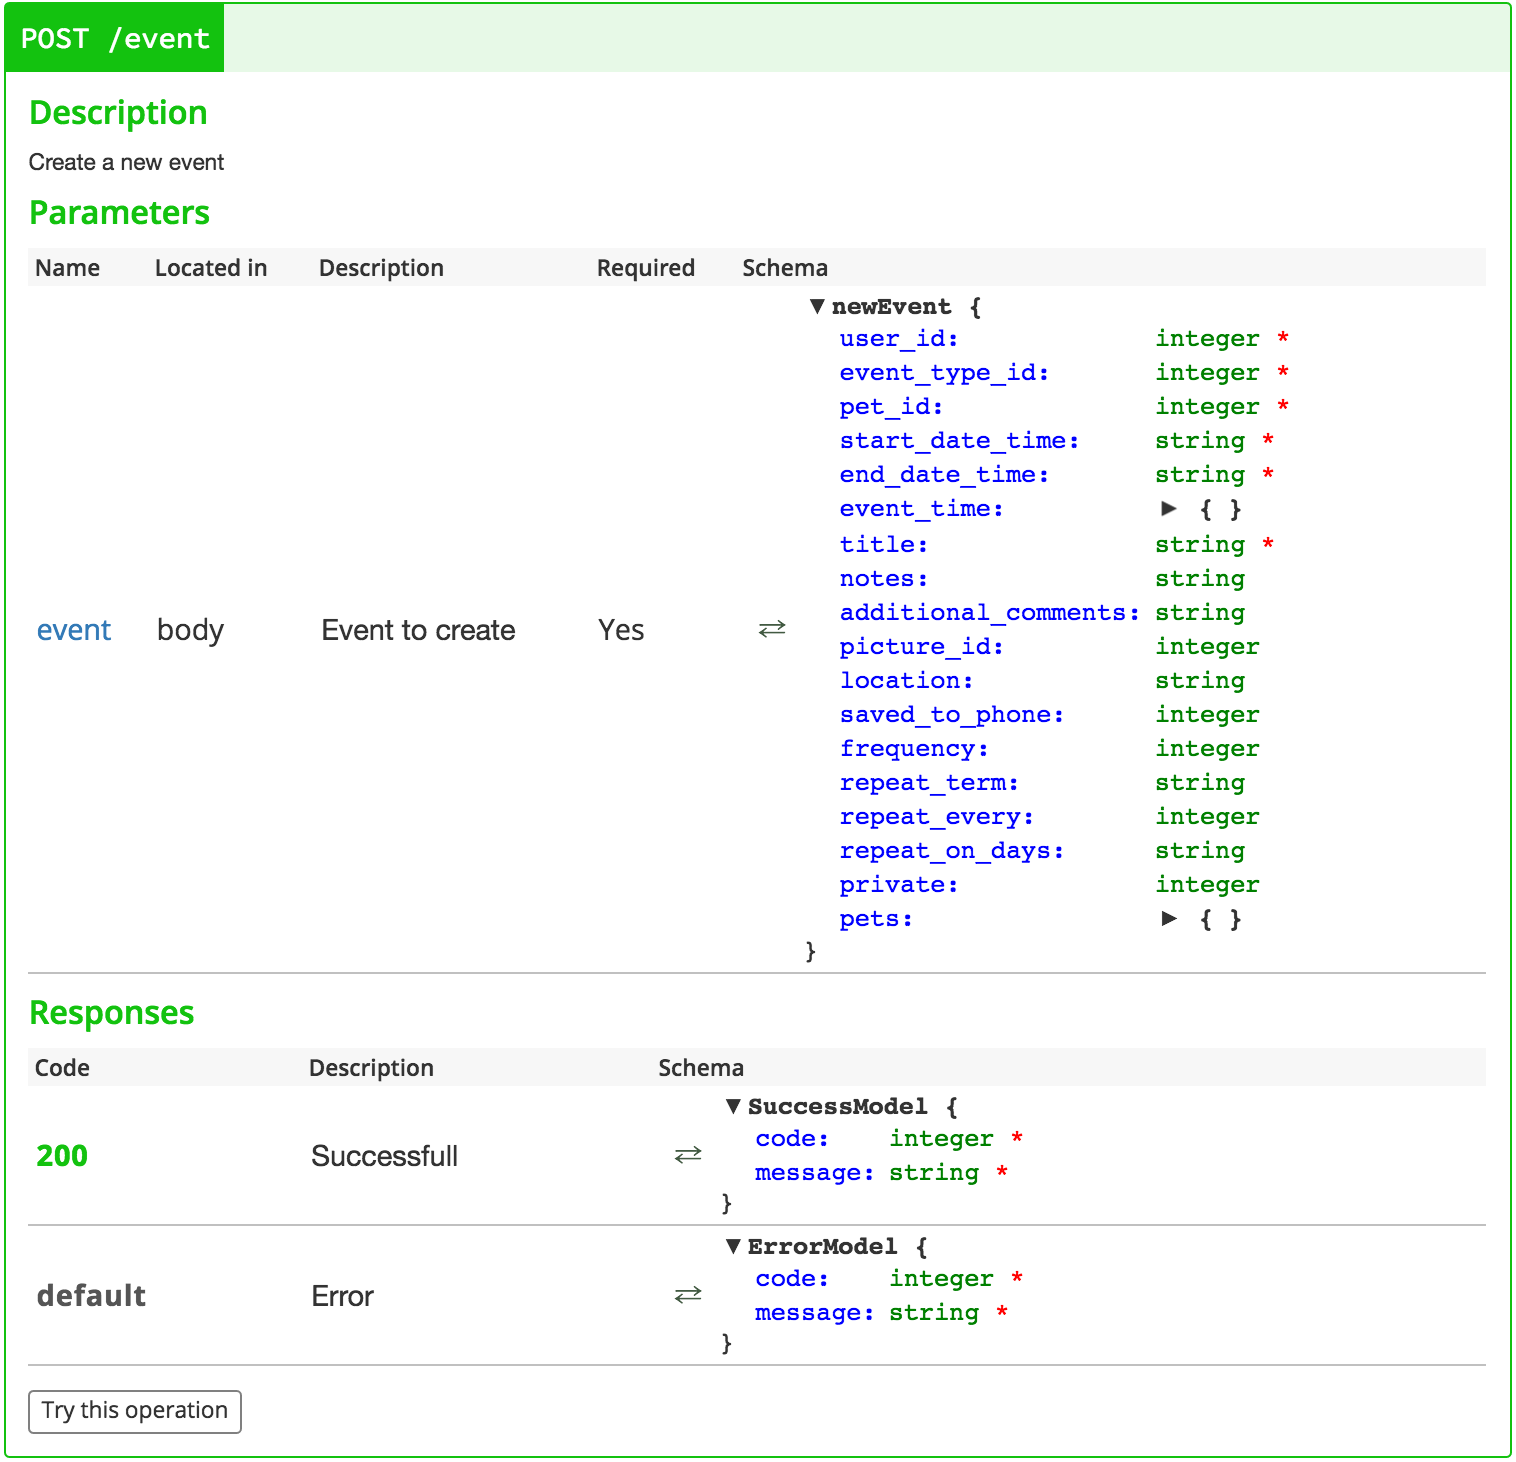 POST /event
Description
Create a new event
Parameters
Name Located in Description Required Schema
event body Event to create Yes ⇄ ▼ newEvent {
user_id: integer *
event_type_id: integer *
pet_id: integer *
start_date_time: string *
end_date_time: string *
event_time: ▶ { }
title: string *
notes: string
additional_comments: string
picture_id: integer
location: string
saved_to_phone: integer
frequency: integer
repeat_term: string
repeat_every: integer
repeat_on_days: string
private: integer
pets: ▶ { }
}
Responses
Code Description Schema
200 Successfull ⇄ ▼ SuccessModel {
code: integer *
message: string *
}
default Error ⇄ ▼ ErrorModel {
code: integer *
message: string *
}
Try this operation